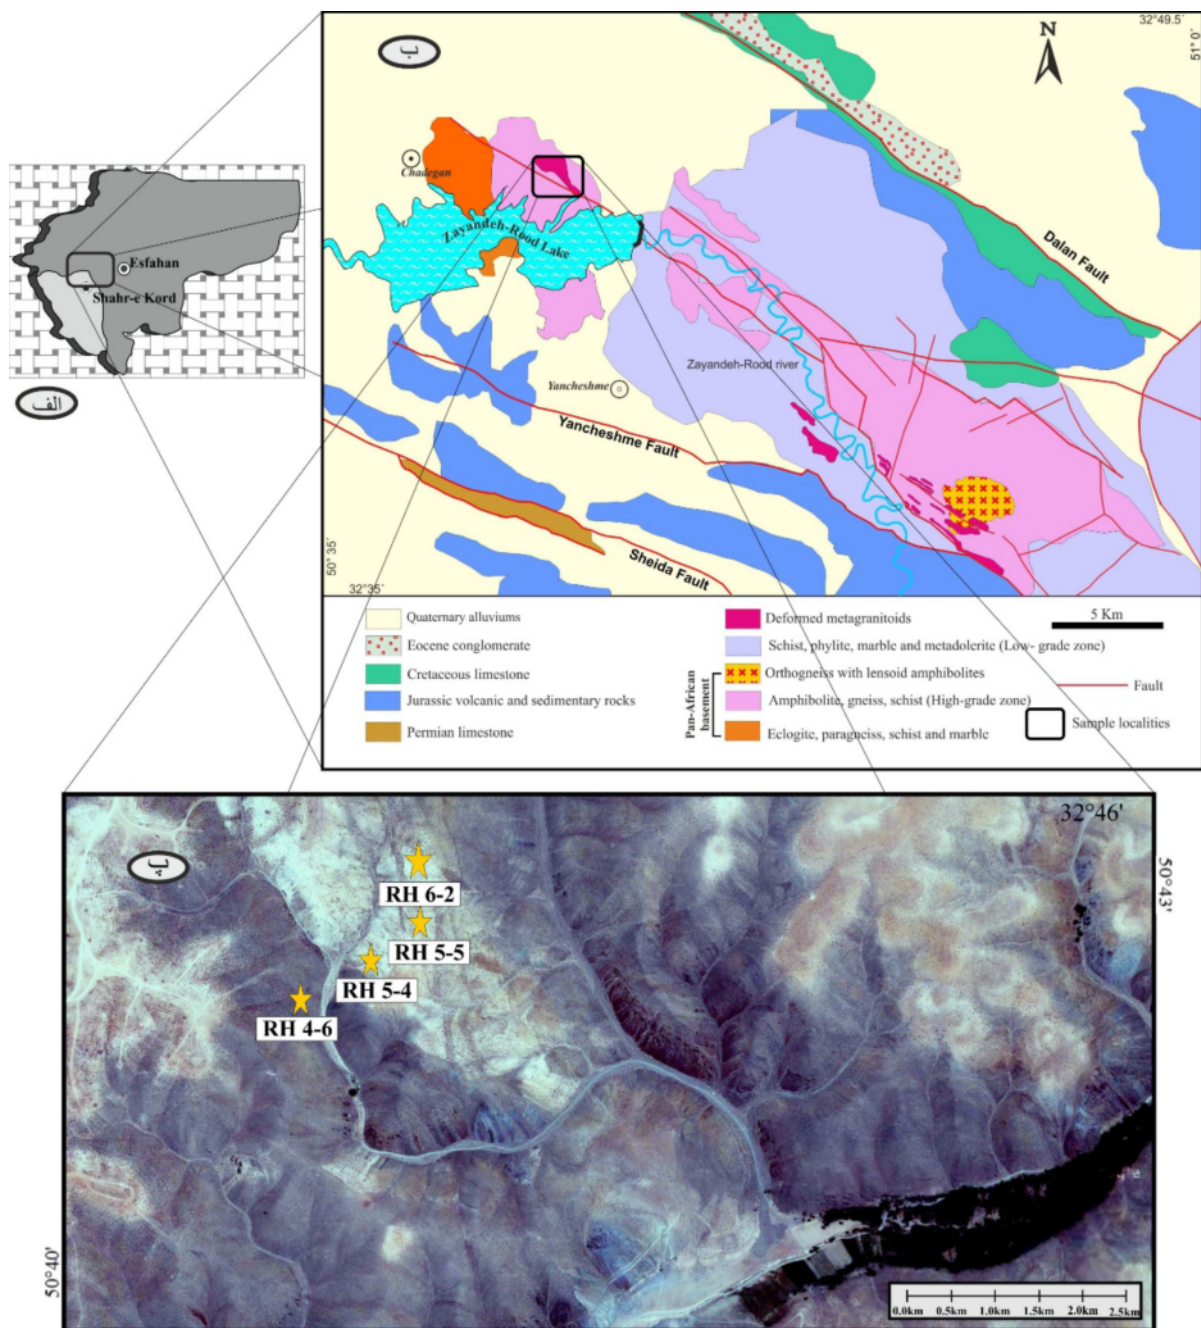 ب
N
32°49.5´
51° 0´
Chadegan
Zayandeh-Rood Lake
Dalan Fault
Esfahan
Shahr-e Kord
الف
Zayandeh-Rood river
Yancheshme
Yancheshme Fault
Sheida Fault
50° 35´
32°35´
Quaternary alluviums
Eocene conglomerate
Cretaceous limestone
Jurassic volcanic and sedimentary rocks
Permian limestone
Pan-African
basement
Deformed metagranitoids
Schist, phylite, marble and metadolerite (Low- grade zone)
Orthogneiss with lensoid amphibolites
Amphibolite, gneiss, schist (High-grade zone)
Eclogite, paragneiss, schist and marble
5 Km
Fault
Sample localities
32°46'
50°43'
پ
RH 6-2
RH 5-5
RH 5-4
RH 4-6
50°40'
0.0km 0.5km 1.0km 1.5km 2.0km 2.5km